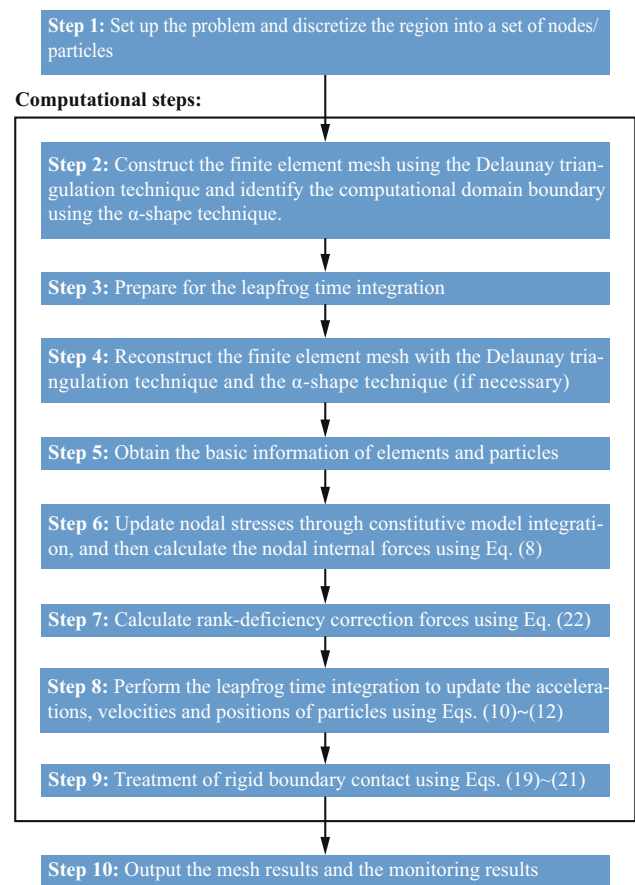 Step 1: Set up the problem and discretize the region into a set of nodes/
particles
Computational steps:
Step 2: Construct the finite element mesh using the Delaunay trian-
gulation technique and identify the computational domain boundary
using the α-shape technique.
Step 3: Prepare for the leapfrog time integration
Step 4: Reconstruct the finite element mesh with the Delaunay tria-
ngulation technique and the α-shape technique (if necessary)
Step 5: Obtain the basic information of elements and particles
Step 6: Update nodal stresses through constitutive model integrati-
on, and then calculate the nodal internal forces using Eq. (8)
Step 7: Calculate rank-deficiency correction forces using Eq. (22)
Step 8: Perform the leapfrog time integration to update the accelera-
tions, velocities and positions of particles using Eqs. (10)~(12)
Step 9: Treatment of rigid boundary contact using Eqs. (19)~(21)
Step 10: Output the mesh results and the monitoring results